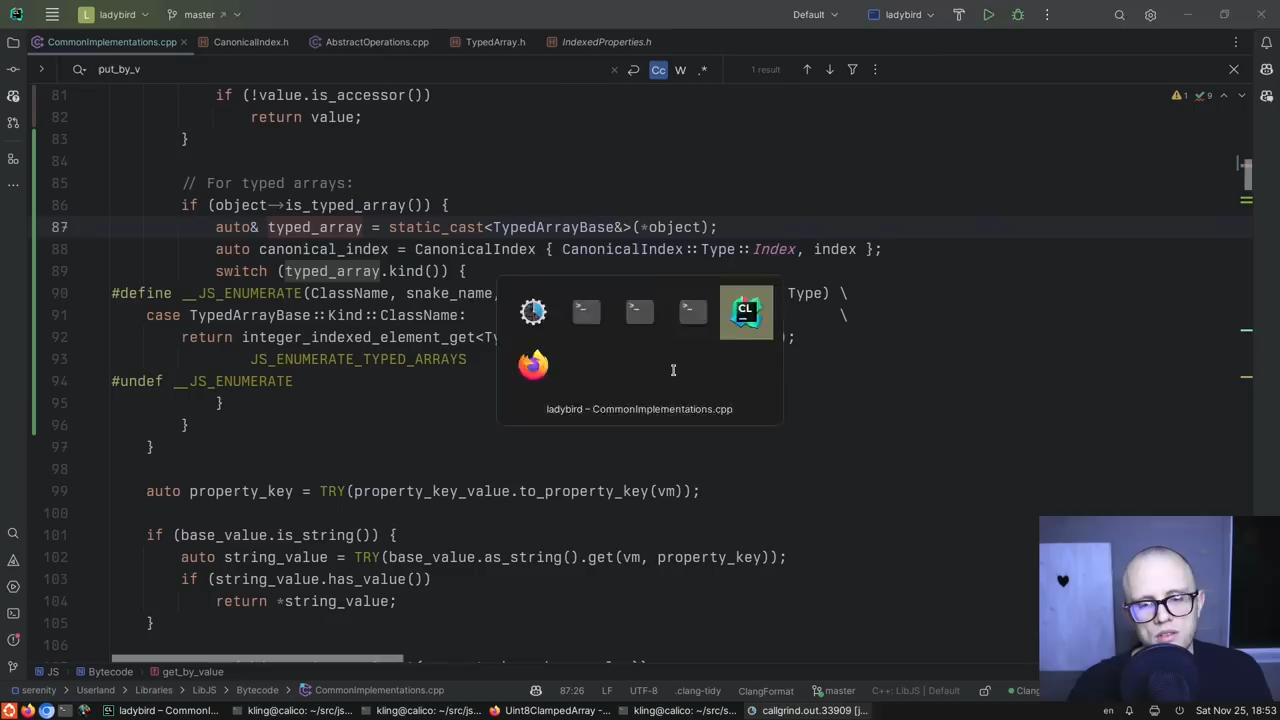 L ladybird master Default ladybird
CommonImplementations.cpp CanonicalIndex.h AbstractOperations.cpp TypedArray.h IndexedProperties.h
put_by_v Cc W .* 1 result
81 if (!value.is_accessor()) 1 9
82 return value;
83 }
84
85 // For typed arrays:
86 if (object->is_typed_array()) {
87 auto& typed_array = static_cast<TypedArrayBase&>(*object);
88 auto canonical_index = CanonicalIndex { CanonicalIndex::Type::Index, index };
89 switch (typed_array.kind()) {
90 #define __JS_ENUMERATE(ClassName, snake_name, Type) \
91 case TypedArrayBase::Kind::ClassName: \
92 return integer_indexed_element_get<Ty );
93 JS_ENUMERATE_TYPED_ARRAYS
94 #undef __JS_ENUMERATE
95 }
96 }
97 }
98
99 auto property_key = TRY(property_key_value.to_property_key(vm));
100
101 if (base_value.is_string()) {
102 auto string_value = TRY(base_value.as_string().get(vm, property_key));
103 if (string_value.has_value())
104 return *string_value;
105 }
106
CL
ladybird – CommonImplementations.cpp
JS Bytecode get_by_value
serenity Userland Libraries LibJS Bytecode CommonImplementations.cpp 87:26 LF UTF-8 .clang-tidy ClangFormat master C++: LibJS | Default Clan
ladybird – CommonI... kling@calico: ~/src/js... kling@calico: ~/src/js... Uint8ClampedArray -... kling@calico: ~/src/js... callgrind.out.33909 [j... en Sat Nov 25, 18:53